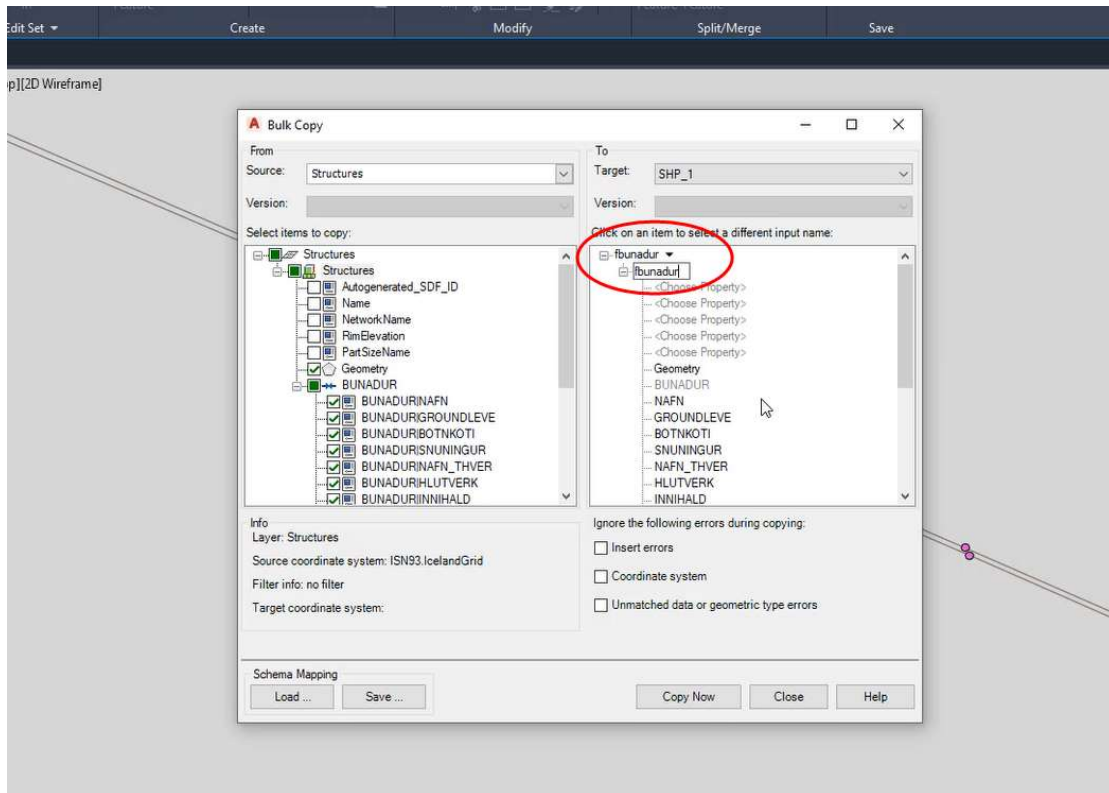 Edit Set
Create
Modify
Split/Merge
Save
op][2D Wireframe]
A Bulk Copy
From
Source:
Structures
Version:
Select items to copy:
Structures
Structures
Autogenerated_SDF_ID
Name
NetworkName
RimElevation
PartSizeName
Geometry
BUNADUR
BUNADUR|NAFN
BUNADUR|GROUNDLEVE
BUNADUR|BOTNKOTI
BUNADUR|SNUNINGUR
BUNADUR|NAFN_THVER
BUNADUR|HLUTVERK
BUNADUR|INNIHALD
To
Target:
SHP_1
Version:
Click on an item to select a different input name:
fbunadur
fbunadur
<Choose Property>
<Choose Property>
<Choose Property>
<Choose Property>
<Choose Property>
Geometry
BUNADUR
NAFN
GROUNDLEVE
BOTNKOTI
SNUNINGUR
NAFN_THVER
HLUTVERK
INNIHALD
Info
Layer: Structures
Source coordinate system: ISN93.IcelandGrid
Filter info: no filter
Target coordinate system:
Ignore the following errors during copying:
Insert errors
Coordinate system
Unmatched data or geometric type errors
Schema Mapping
Load ...
Save ...
Copy Now
Close
Help